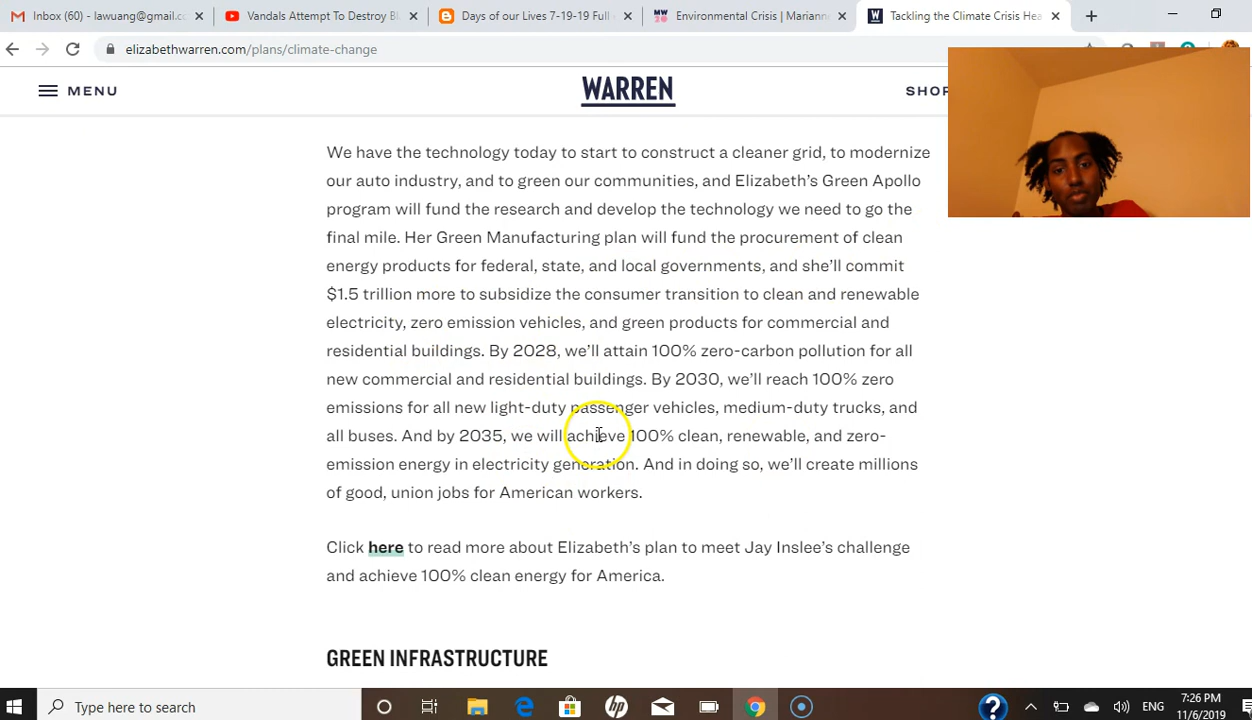 Inbox (60) - lawuang@gmail.c
Vandals Attempt To Destroy Bl
Days of our Lives 7-19-19 Full
MW
Environmental Crisis | Mariann
Tackling the Climate Crisis Hea
elizabethwarren.com/plans/climate-change
MENU
WARREN
SHOP
We have the technology today to start to construct a cleaner grid, to modernize
our auto industry, and to green our communities, and Elizabeth's Green Apollo
program will fund the research and develop the technology we need to go the
final mile. Her Green Manufacturing plan will fund the procurement of clean
energy products for federal, state, and local governments, and she'll commit
$1.5 trillion more to subsidize the consumer transition to clean and renewable
electricity, zero emission vehicles, and green products for commercial and
residential buildings. By 2028, we'll attain 100% zero-carbon pollution for all
new commercial and residential buildings. By 2030, we'll reach 100% zero
emissions for all new light-duty passenger vehicles, medium-duty trucks, and
all buses. And by 2035, we will achieve 100% clean, renewable, and zero-
emission energy in electricity generation. And in doing so, we'll create millions
of good, union jobs for American workers.
Click here to read more about Elizabeth's plan to meet Jay Inslee's challenge
and achieve 100% clean energy for America.
GREEN INFRASTRUCTURE
Type here to search
hp
ENG
7:26 PM
11/6/2019